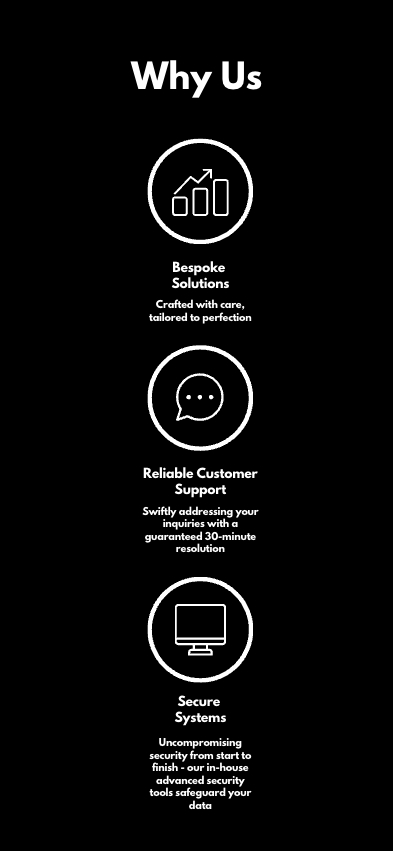 Why Us
Bespoke
Solutions
Crafted with care,
tailored to perfection
Reliable Customer
Support
Swiftly addressing your
inquiries with a
guaranteed 30-minute
resolution
Secure
Systems
Uncompromising
security from start to
finish - our in-house
advanced security
tools safeguard your
data